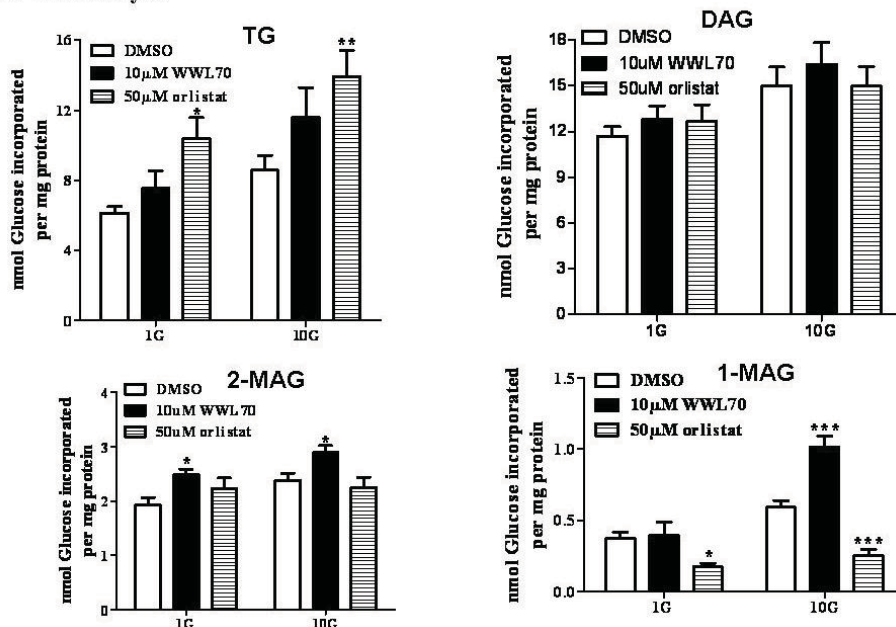 TG
DMSO
10µM WWL70
50µM orlistat
nmol Glucose incorporated
per mg protein
16
12
8
4
0
*
**
1G
10G
DAG
DMSO
10uM WWL70
50uM orlistat
nmol Glucose incorporated
per mg protein
18
15
12
9
6
3
0
1G
10G
2-MAG
DMSO
10uM WWL70
50uM orlistat
nmol Glucose incorporated
per mg protein
4
3
2
1
0
*
*
1G
10G
1-MAG
DMSO
10µM WWL70
50µM orlistat
nmol Glucose incorporated
per mg protein
1.5
1.0
0.5
0.0
*
***
***
1G
10G